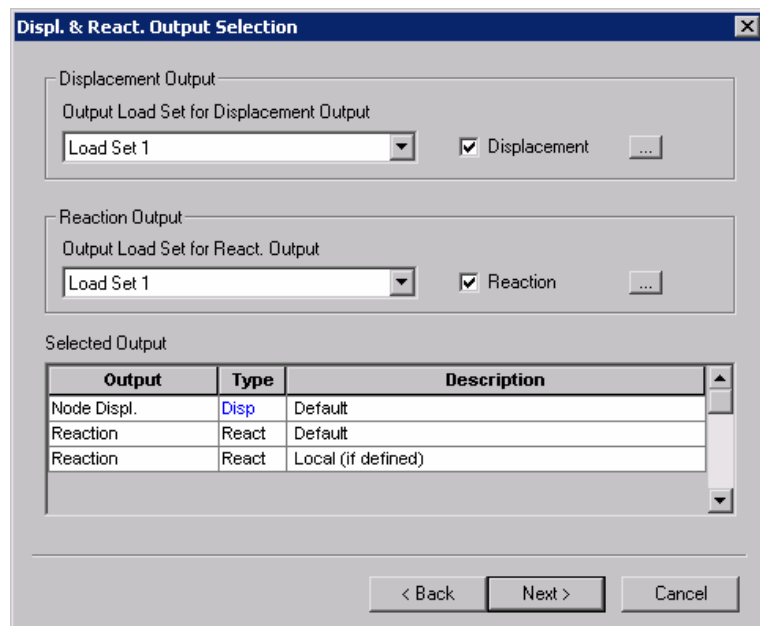 Displ. & React. Output Selection
Displacement Output
Output Load Set for Displacement Output
Load Set 1
Displacement
...
Reaction Output
Output Load Set for React. Output
Load Set 1
Reaction
...
Selected Output
Output Type Description
Node Displ. Disp Default
Reaction React Default
Reaction React Local (if defined)
< Back Next > Cancel